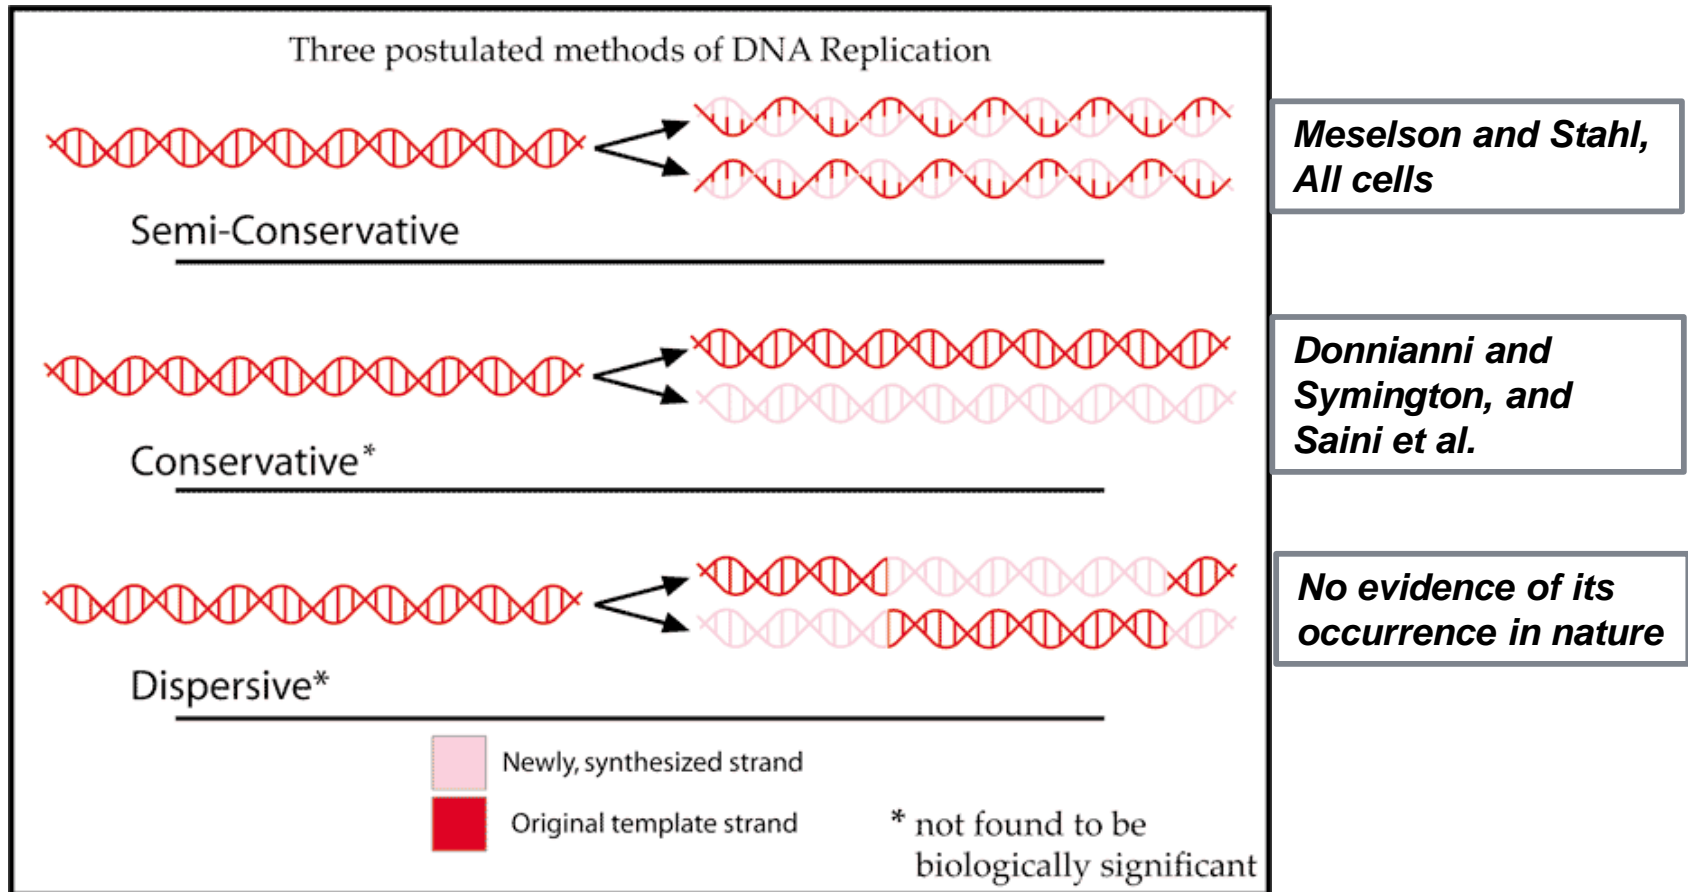 Three postulated methods of DNA Replication
Meselson and Stahl,
All cells
Semi-Conservative
Donnianni and
Symington, and
Saini et al.
Conservative*
No evidence of its
occurrence in nature
Dispersive*
Newly, synthesized strand
Original template strand
* not found to be
biologically significant